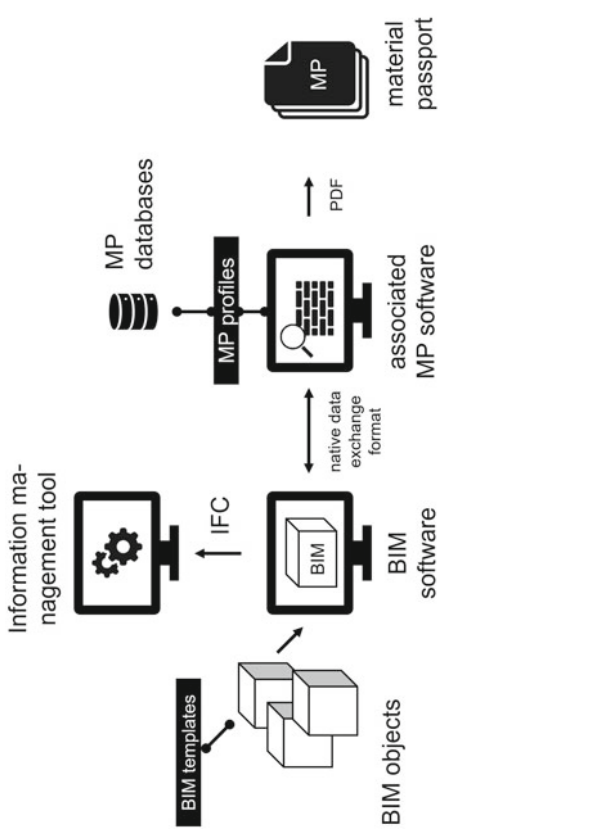 Information ma-
nagement tool
MP
databases
BIM templates
IFC
MP profiles
BIM
native data
exchange
format
PDF
MP
BIM objects
BIM
software
associated
MP software
material
passport